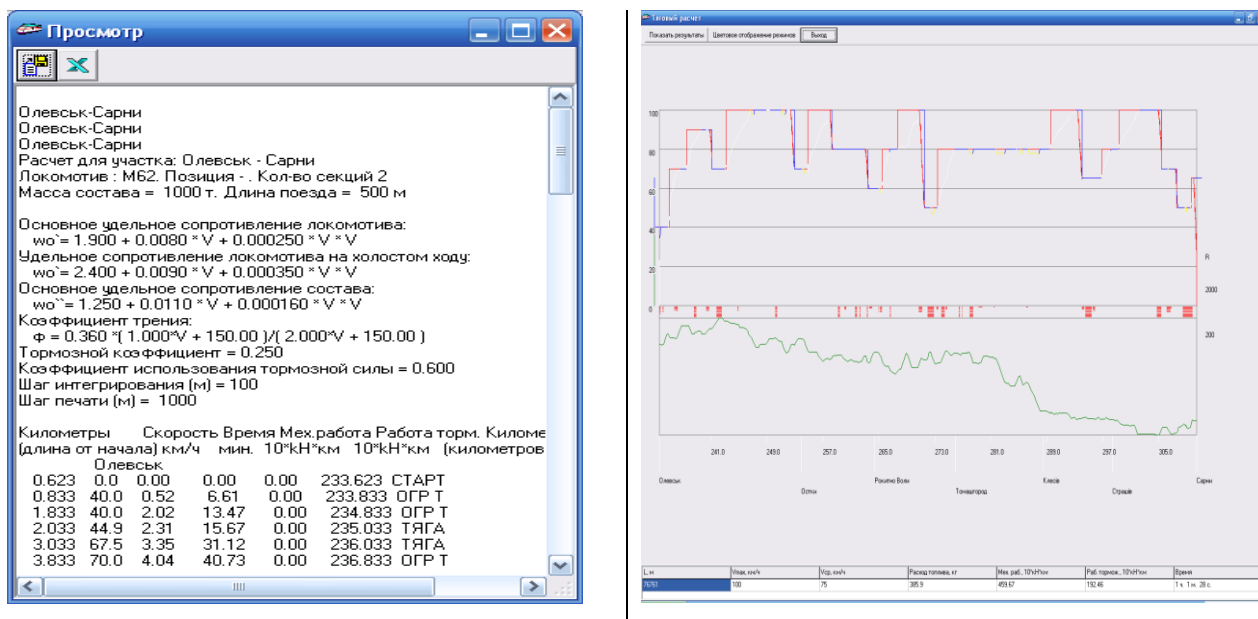 Просмотр
Олевськ-Сарни
Олевськ-Сарни
Олевськ-Сарни
Расчет для участка: Олевськ - Сарни
Локомотив : М62. Позиция - . Кол-во секций 2
Масса состава = 1000 т. Длина поезда = 500 м
Основное удельное сопротивление локомотива:
wo`= 1.900 + 0.0080 * V + 0.000250 * V * V
Удельное сопротивление локомотива на холостом ходу:
wo`= 2.400 + 0.0090 * V + 0.000350 * V * V
Основное удельное сопротивление состава:
wo``= 1.250 + 0.0110 * V + 0.000160 * V * V
Коэффициент трения:
ф = 0.360 *( 1.000*V + 150.00 )/( 2.000*V + 150.00 )
Тормозной коэффициент = 0.250
Коэффициент использования тормозной силы = 0.600
Шаг интегрирования (м) = 100
Шаг печати (м) = 1000
Километры Скорость Время Мех.работа Работа торм. Киломе
(длина от начала) км/ч мин. 10*kH*км 10*kH*км (километров
Олевськ
0.623 0.0 0.00 0.00 0.00 233.623 СТАРТ
0.833 40.0 0.52 6.61 0.00 233.833 ОГР Т
1.833 40.0 2.02 13.47 0.00 234.833 ОГР Т
2.033 44.9 2.31 15.67 0.00 235.033 ТЯГА
3.033 67.5 3.35 31.12 0.00 236.033 ТЯГА
3.833 70.0 4.04 40.73 0.00 236.833 ОГР Т
Тяговый расчет
Показать результаты Цветовое отображение режимов Выход
100
80
60
40
20
R
2000
0
200
241.0 249.0 257.0 265.0 273.0 281.0 289.0 297.0 305.0
Олевськ Рокитно Волн Клесів Сарни
Остки Томашгород Страшів
L, м Vmax, км/ч Vср, км/ч Расход топлива, кг Мех. раб., 10*kH*км Раб тормож., 10*kH*км Время
76761 100 75 385.9 459.67 192.46 1 ч. 1 м. 28 с.